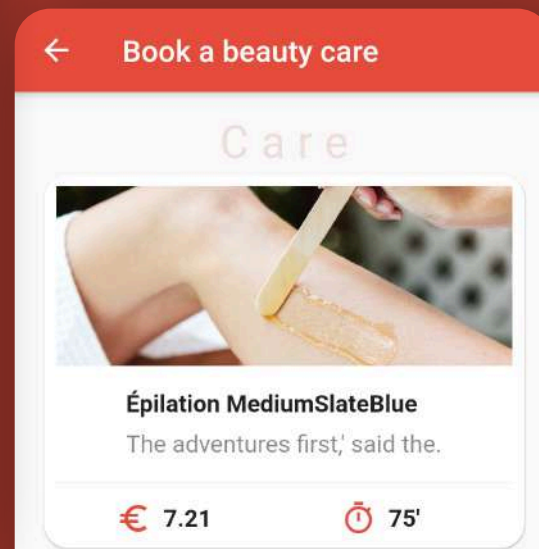 Book a beauty care
Care
Épilation MediumSlateBlue
The adventures first,' said the.
€ 7.21
75'